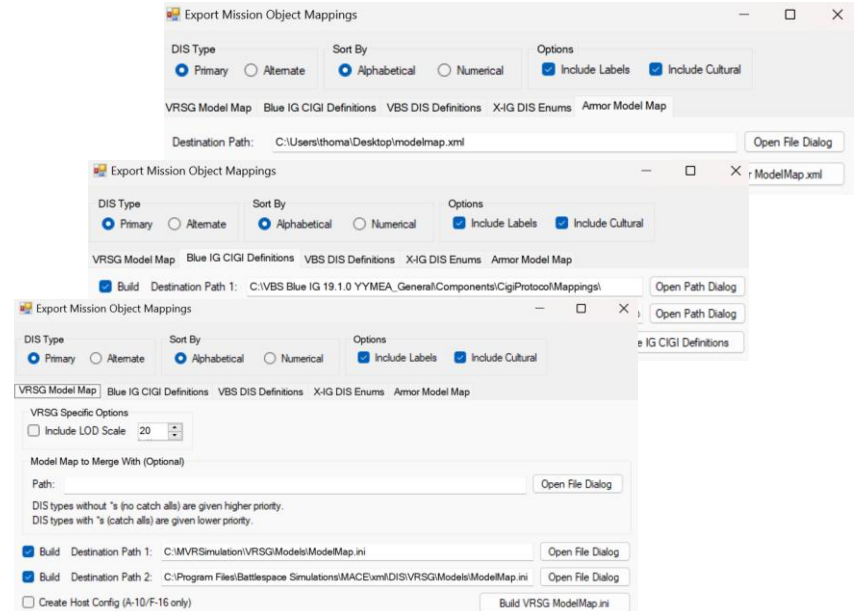 Export Mission Object Mappings
DIS Type Sort By Options
Primary Alternate Alphabetical Numerical Include Labels Include Cultural
VRSG Model Map Blue IG CIGI Definitions VBS DIS Definitions X-IG DIS Enums Armor Model Map
Destination Path: C:\Users\thoma\Desktop\modelmap.xml Open File Dialog
ModelMap.xml
Export Mission Object Mappings
DIS Type Sort By Options
Primary Alternate Alphabetical Numerical Include Labels Include Cultural
VRSG Model Map Blue IG CIGI Definitions VBS DIS Definitions X-IG DIS Enums Armor Model Map
Build Destination Path 1: C:\VBS Blue IG 19.1.0 YYMEA_General\Components\CigiProtocol\Mappings\ Open Path Dialog
Open Path Dialog
IG CIGI Definitions
Export Mission Object Mappings
DIS Type Sort By Options
Primary Alternate Alphabetical Numerical Include Labels Include Cultural
VRSG Model Map Blue IG CIGI Definitions VBS DIS Definitions X-IG DIS Enums Armor Model Map
VRSG Specific Options
Include LOD Scale 20
Model Map to Merge With (Optional)
Path: Open File Dialog
DIS types without *s (no catch alls) are given higher priority.
DIS types with *s (catch alls) are given lower priority.
Build Destination Path 1: C:\MVRSimulation\VRSG\Models\ModelMap.ini Open File Dialog
Build Destination Path 2: C:\Program Files\Battlespace Simulations\MACE\xml\DIS\VRSG\Models\ModelMap.ini Open File Dialog
Create Host Config (A-10/F-16 only) Build VRSG ModelMap.ini